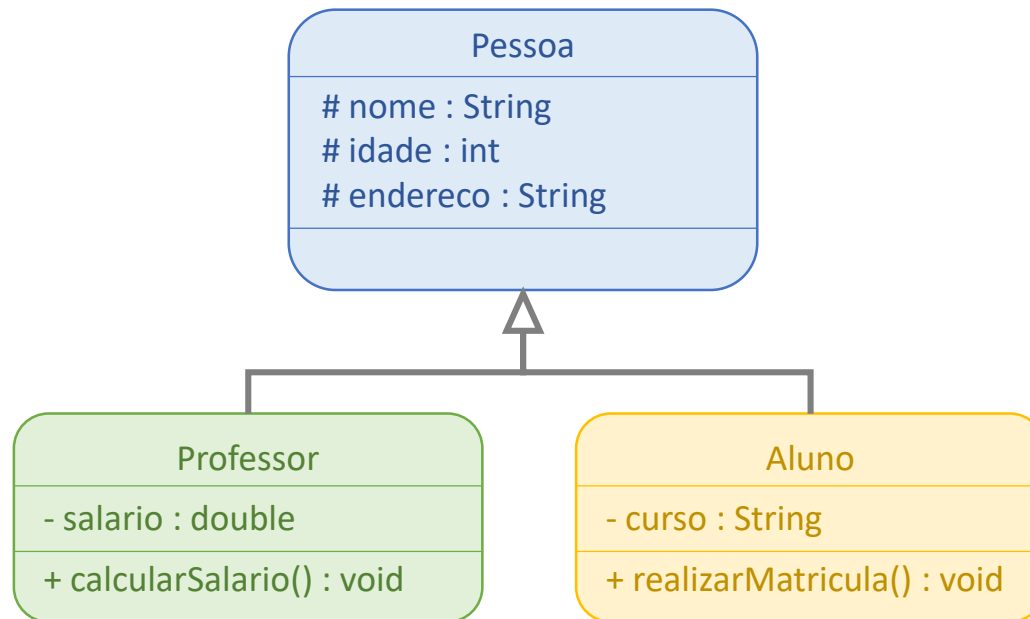 Pessoa
# nome : String
# idade : int
# endereco : String
Professor
- salario : double
+ calcularSalario() : void
Aluno
- curso : String
+ realizarMatricula() : void